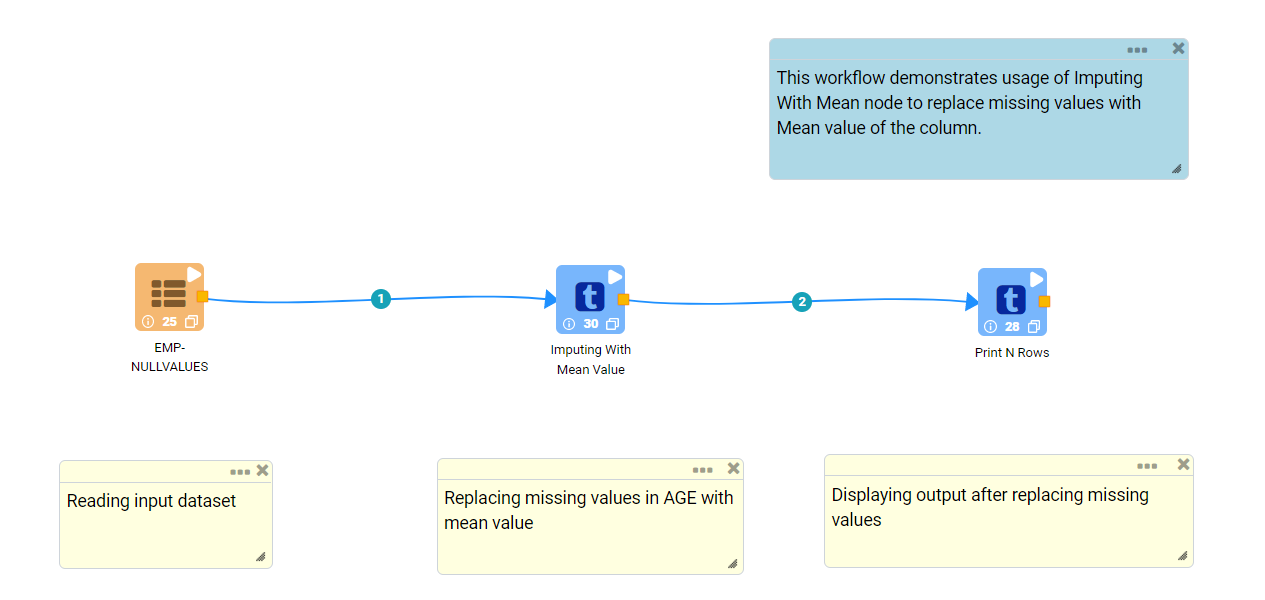 This workflow demonstrates usage of Imputing
With Mean node to replace missing values with
Mean value of the column.
1
2
t
t
25
30
28
EMP-
NULLVALUES
Imputing With
Mean Value
Print N Rows
Reading input dataset
Replacing missing values in AGE with
mean value
Displaying output after replacing missing
values